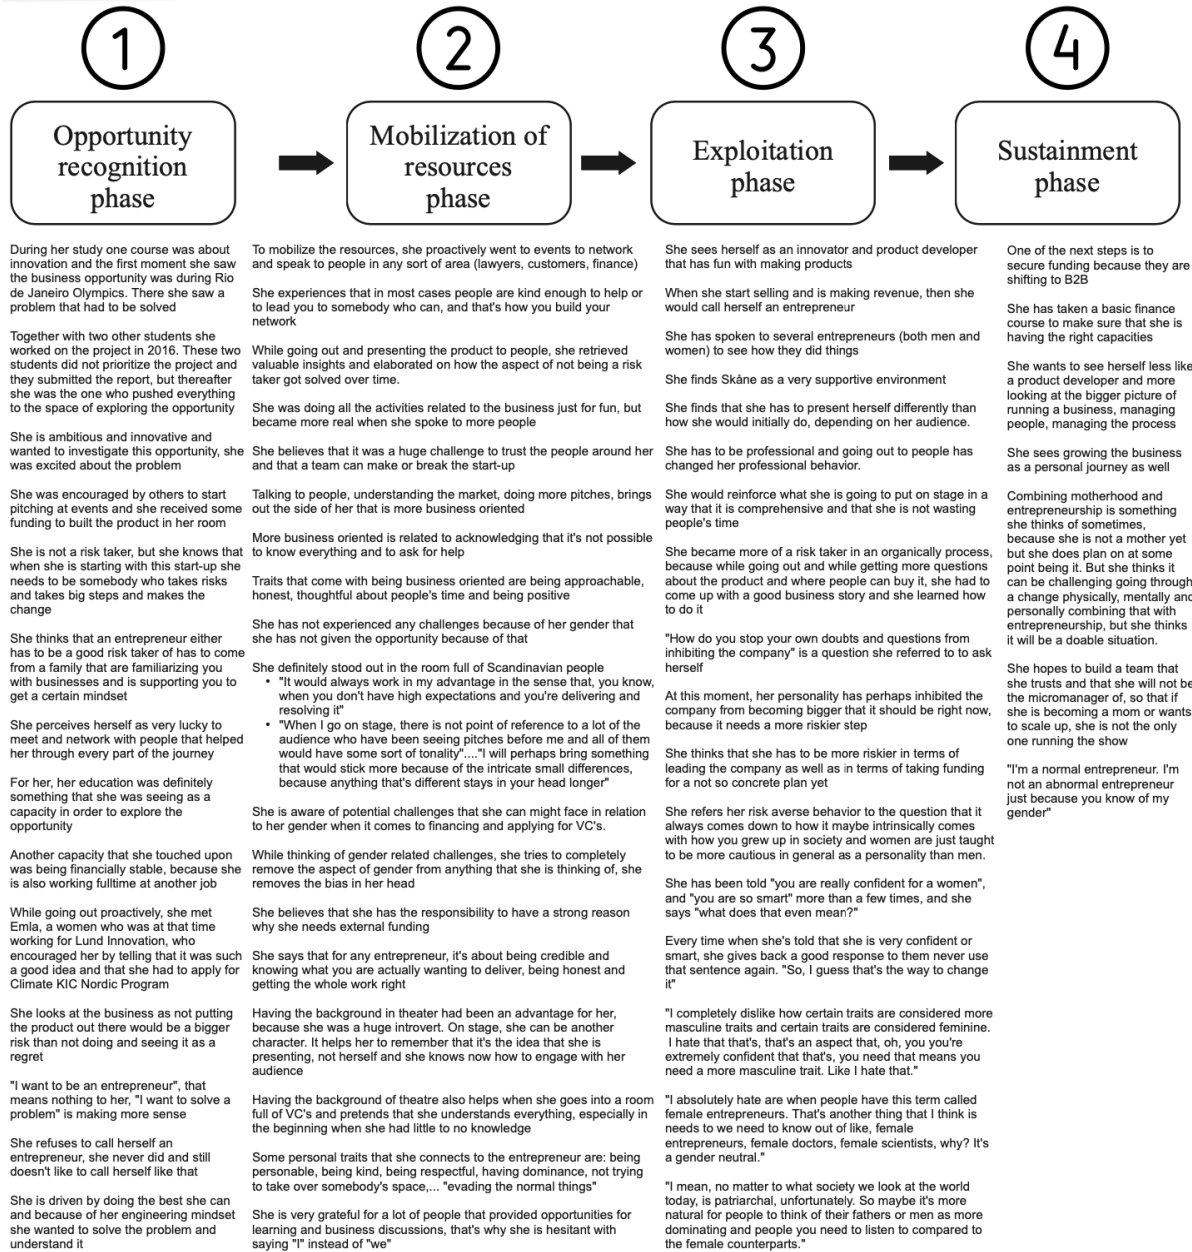 1
Opportunity
recognition
phase
2
Mobilization of
resources
phase
3
Exploitation
phase
4
Sustainment
phase
During her study one course was about
innovation and the first moment she saw
the business opportunity was during Rio
de Janeiro Olympics. There she saw a
problem that had to be solved
Together with two other students she
worked on the project in 2016. These two
students did not prioritize the project and
they submitted the report, but thereafter
she was the one who pushed everything
to the space of exploring the opportunity
She is ambitious and innovative and
wanted to investigate this opportunity, she
was excited about the problem
She was encouraged by others to start
pitching at events and she received some
funding to built the product in her room
She is not a risk taker, but she knows that
when she is starting with this start-up she
needs to be somebody who takes risks
and takes big steps and makes the
change
She thinks that an entrepreneur either
has to be a good risk taker of has to come
from a family that are familiarizing you
with businesses and is supporting you to
get a certain mindset
She perceives herself as very lucky to
meet and network with people that helped
her through every part of the journey
For her, her education was definitely
something that she was seeing as a
capacity in order to explore the
opportunity
Another capacity that she touched upon
was being financially stable, because she
is also working fulltime at another job
While going out proactively, she met
Emla, a women who was at that time
working for Lund Innovation, who
encouraged her by telling that it was such
a good idea and that she had to apply for
Climate KIC Nordic Program
She looks at the business as not putting
the product out there would be a bigger
risk than not doing and seeing it as a
regret
"I want to be an entrepreneur", that
means nothing to her, "I want to solve a
problem" is making more sense
She refuses to call herself an
entrepreneur, she never did and still
doesn't like to call herself like that
She is driven by doing the best she can
and because of her engineering mindset
she wanted to solve the problem and
understand it
To mobilize the resources, she proactively went to events to network
and speak to people in any sort of area (lawyers, customers, finance)
She experiences that in most cases people are kind enough to help or
to lead you to somebody who can, and that's how you build your
network
While going out and presenting the product to people, she retrieved
valuable insights and elaborated on how the aspect of not being a risk
taker got solved over time.
She was doing all the activities related to the business just for fun, but
became more real when she spoke to more people
She believes that it was a huge challenge to trust the people around her
and that a team can make or break the start-up
Talking to people, understanding the market, doing more pitches, brings
out the side of her that is more business oriented
More business oriented is related to acknowledging that it's not possible
to know everything and to ask for help
Traits that come with being business oriented are being approachable,
honest, thoughtful about people's time and being positive
She has not experienced any challenges because of her gender that
she has not given the opportunity because of that
She definitely stood out in the room full of Scandinavian people
• "It would always work in my advantage in the sense that, you know,
when you don't have high expectations and you're delivering and
resolving it"
• "When I go on stage, there is not point of reference to a lot of the
audience who have been seeing pitches before me and all of them
would have some sort of tonality"...."I will perhaps bring something
that would stick more because of the intricate small differences,
because anything that's different stays in your head longer"
She is aware of potential challenges that she can might face in relation
to her gender when it comes to financing and applying for VC's.
While thinking of gender related challenges, she tries to completely
remove the aspect of gender from anything that she is thinking of, she
removes the bias in her head
She believes that she has the responsibility to have a strong reason
why she needs external funding
She says that for any entrepreneur, it's about being credible and
knowing what you are actually wanting to deliver, being honest and
getting the whole work right
Having the background in theater had been an advantage for her,
because she was a huge introvert. On stage, she can be another
character. It helps her to remember that it's the idea that she is
presenting, not herself and she knows now how to engage with her
audience
Having the background of theatre also helps when she goes into a room
full of VC's and pretends that she understands everything, especially in
the beginning when she had little to no knowledge
Some personal traits that she connects to the entrepreneur are: being
personable, being kind, being respectful, having dominance, not trying
to take over somebody's space,... "evading the normal things"
She is very grateful for a lot of people that provided opportunities for
learning and business discussions, that's why she is hesitant with
saying "I" instead of "we"
She sees herself as an innovator and product developer
that has fun with making products
When she start selling and is making revenue, then she
would call herself an entrepreneur
She has spoken to several entrepreneurs (both men and
women) to see how they did things
She finds Skåne as a very supportive environment
She finds that she has to present herself differently than
how she would initially do, depending on her audience.
She has to be professional and going out to people has
changed her professional behavior.
She would reinforce what she is going to put on stage in a
way that it is comprehensive and that she is not wasting
people's time
She became more of a risk taker in an organically process,
because while going out and while getting more questions
about the product and where people can buy it, she had to
come up with a good business story and she learned how
to do it
"How do you stop your own doubts and questions from
inhibiting the company" is a question she referred to to ask
herself
At this moment, her personality has perhaps inhibited the
company from becoming bigger that it should be right now,
because it needs a more riskier step
She thinks that she has to be more riskier in terms of
leading the company as well as in terms of taking funding
for a not so concrete plan yet
She refers her risk averse behavior to the question that it
always comes down to how it maybe intrinsically comes
with how you grew up in society and women are just taught
to be more cautious in general as a personality than men.
She has been told "you are really confident for a women",
and "you are so smart" more than a few times, and she
says "what does that even mean?"
Every time when she's told that she is very confident or
smart, she gives back a good response to them never use
that sentence again. "So, I guess that's the way to change
it"
"I completely dislike how certain traits are considered more
masculine traits and certain traits are considered feminine.
I hate that that's, that's an aspect that, oh, you you're
extremely confident that that's, you need that means you
need a more masculine trait. Like I hate that."
"I absolutely hate are when people have this term called
female entrepreneurs. That's another thing that I think is
needs to we need to know out of like, female
entrepreneurs, female doctors, female scientists, why? It's
a gender neutral."
"I mean, no matter to what society we look at the world
today, is patriarchal, unfortunately. So maybe it's more
natural for people to think of their fathers or men as more
dominating and people you need to listen to compared to
the female counterparts."
One of the next steps is to
secure funding because they are
shifting to B2B
She has taken a basic finance
course to make sure that she is
having the right capacities
She wants to see herself less like
a product developer and more
looking at the bigger picture of
running a business, managing
people, managing the process
She sees growing the business
as a personal journey as well
Combining motherhood and
entrepreneurship is something
she thinks of sometimes,
because she is not a mother yet
but she does plan on at some
point being it. But she thinks it
can be challenging going through
a change physically, mentally and
personally combining that with
entrepreneurship, but she thinks
it will be a doable situation.
She hopes to build a team that
she trusts and that she will not be
the micromanager of, so that if
she is becoming a mom or wants
to scale up, she is not the only
one running the show
"I'm a normal entrepreneur. I'm
not an abnormal entrepreneur
just because you know of my
gender"